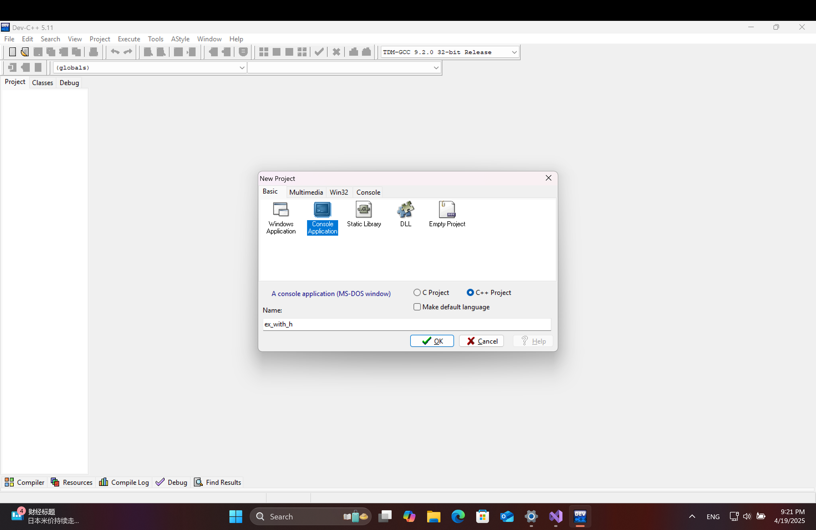 Dev-C++ 5.11
File Edit Search View Project Execute Tools AStyle Window Help
TDM-GCC 9.2.0 32-bit Release
(globals)
Project Classes Debug
New Project
Basic Multimedia Win32 Console
Windows Application
Console Application
Static Library
DLL
Empty Project
A console application (MS-DOS window)
C Project
C++ Project
Make default language
Name:
ex_with_h
OK
Cancel
Help
Compiler Resources Compile Log Debug Find Results
4
财经标题
日本米价持续走...
Search
DEV
ENG
9:21 PM
4/19/2025